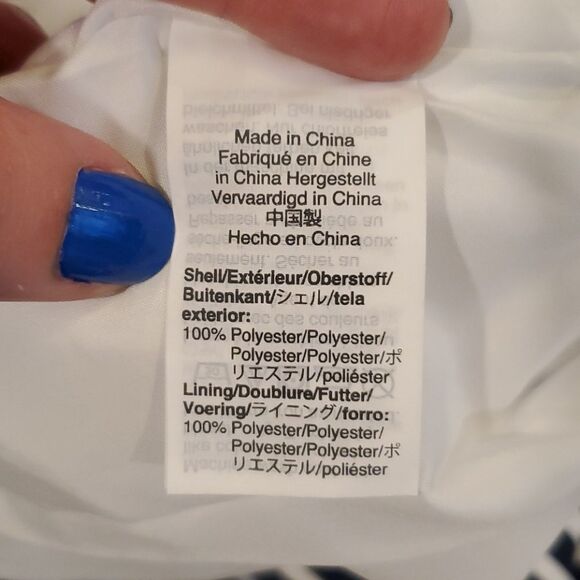 Made in China
Fabriqué en Chine
in China Hergestellt
Vervaardigd in China
中国製
Hecho en China
Shell/Extérieur/Oberstoff/
Buitenkant/シェル/tela
exterior:
100% Polyester/Polyester/
Polyester/Polyester/ポ
リエステル/poliéster
Lining/Doublure/Futter/
Voering/ライニング/forro:
100% Polyester/Polyester/
Polyester/Polyester/ポ
リエステル/poliéster